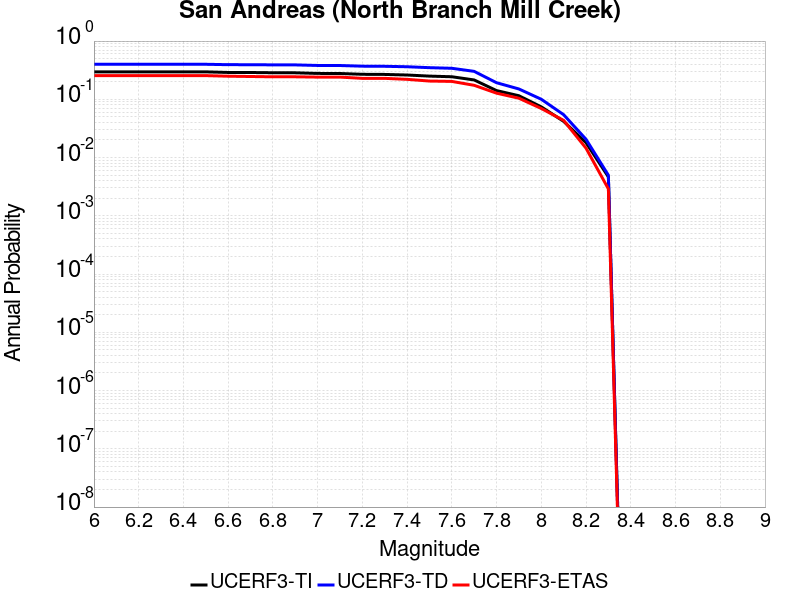 San Andreas (North Branch Mill Creek)
10 0
10 -1
10 -2
10 -3
10 -4
10 -5
10 -6
10 -7
10 -8
Annual Probability
6 6.2 6.4 6.6 6.8 7 7.2 7.4 7.6 7.8 8 8.2 8.4 8.6 8.8 9
Magnitude
UCERF3-TI UCERF3-TD UCERF3-ETAS